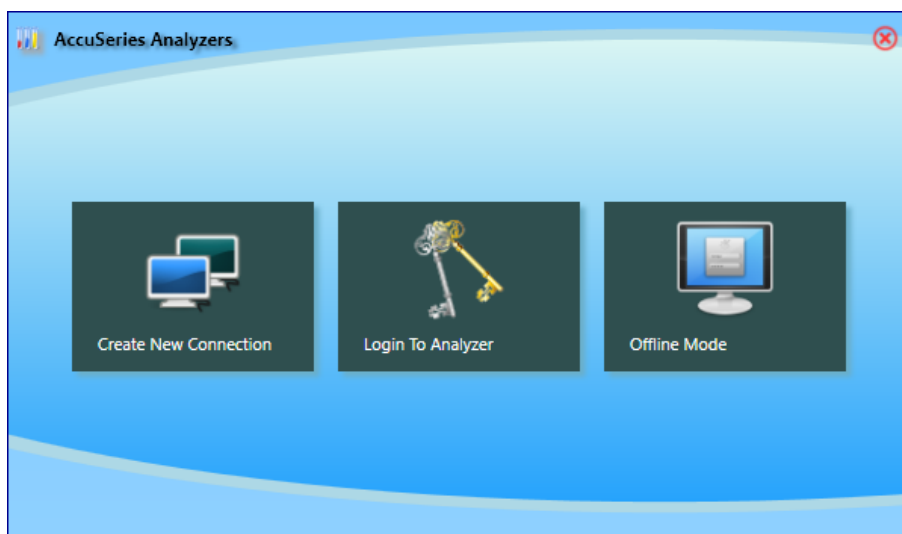 AccuSeries Analyzers
Create New Connection
Login To Analyzer
Offline Mode